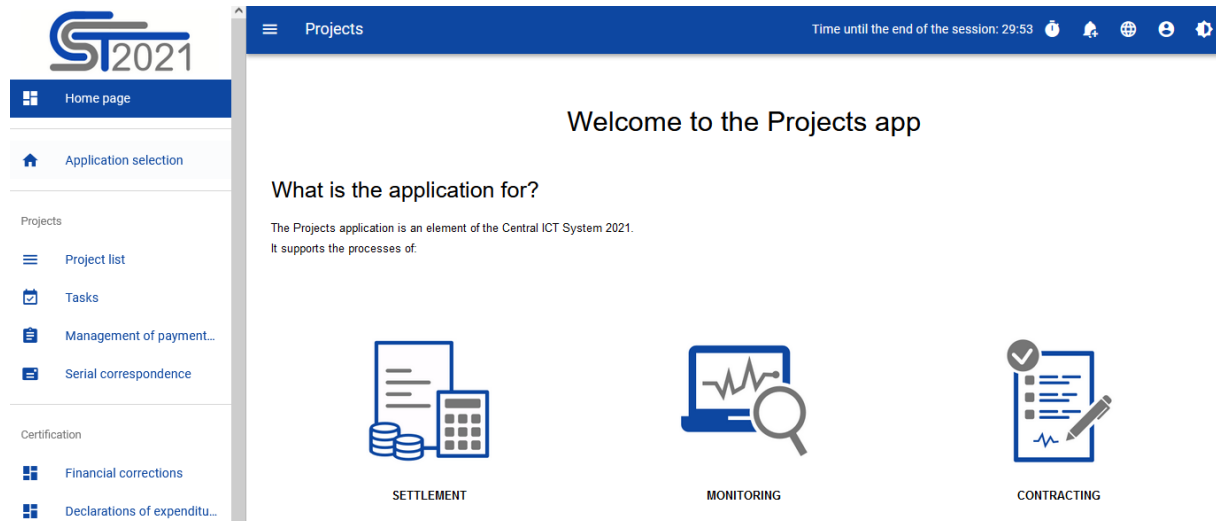 ST2021
Projects
Time until the end of the session: 29:53
Home page
Application selection
Projects
Project list
Tasks
Management of payment...
Serial correspondence
Certification
Financial corrections
Declarations of expenditu...
Welcome to the Projects app
What is the application for?
The Projects application is an element of the Central ICT System 2021.
It supports the processes of:
SETTLEMENT
MONITORING
CONTRACTING